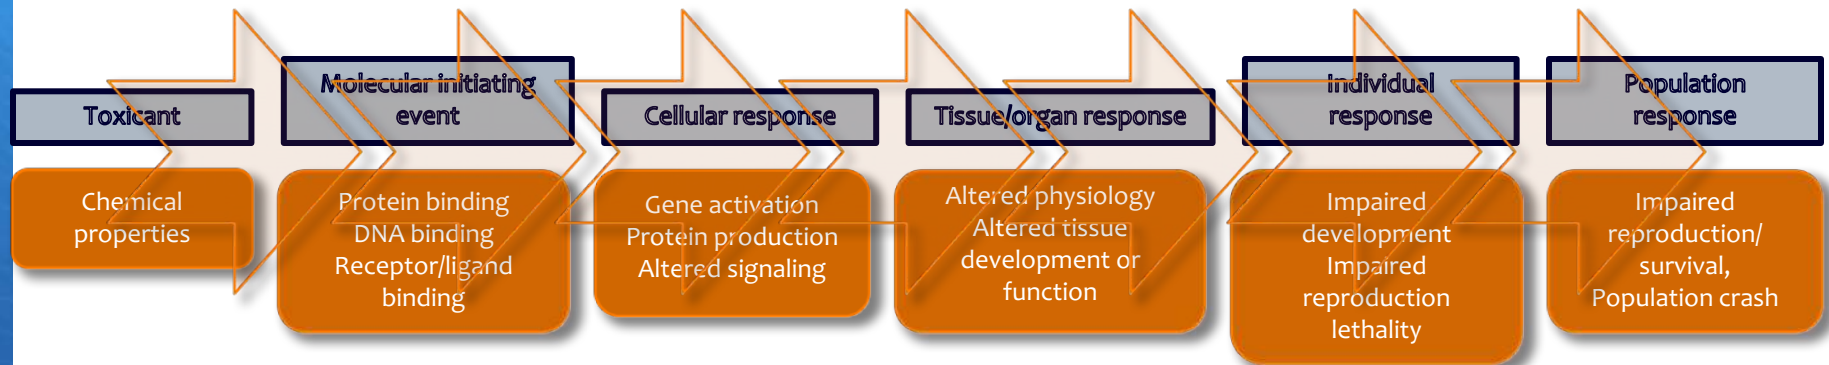 Toxicant
Chemical
properties
Molecular initiating
event
Protein binding
DNA binding
Receptor/ligand
binding
Cellular response
Gene activation
Protein production
Altered signaling
Tissue/organ response
Altered physiology
Altered tissue
development or
function
Individual
response
Impaired
development
Impaired
reproduction
lethality
Population
response
Impaired
reproduction/
survival,
Population crash